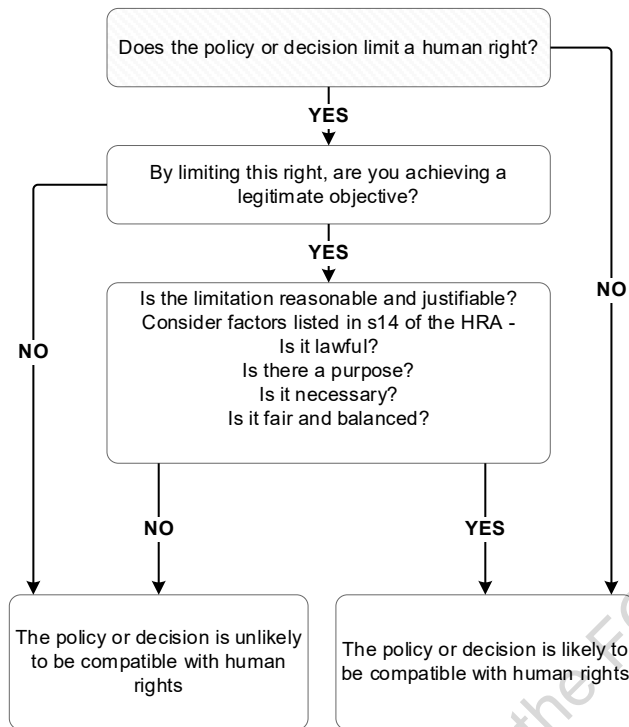 Does the policy or decision limit a human right?
YES
By limiting this right, are you achieving a
legitimate objective?
YES
Is the limitation reasonable and justifiable?
Consider factors listed in s14 of the HRA -
Is it lawful?
Is there a purpose?
Is it necessary?
Is it fair and balanced?
NO
NO
NO
YES
The policy or decision is unlikely
to be compatible with human
rights
The policy or decision is likely to
be compatible with human rights
the